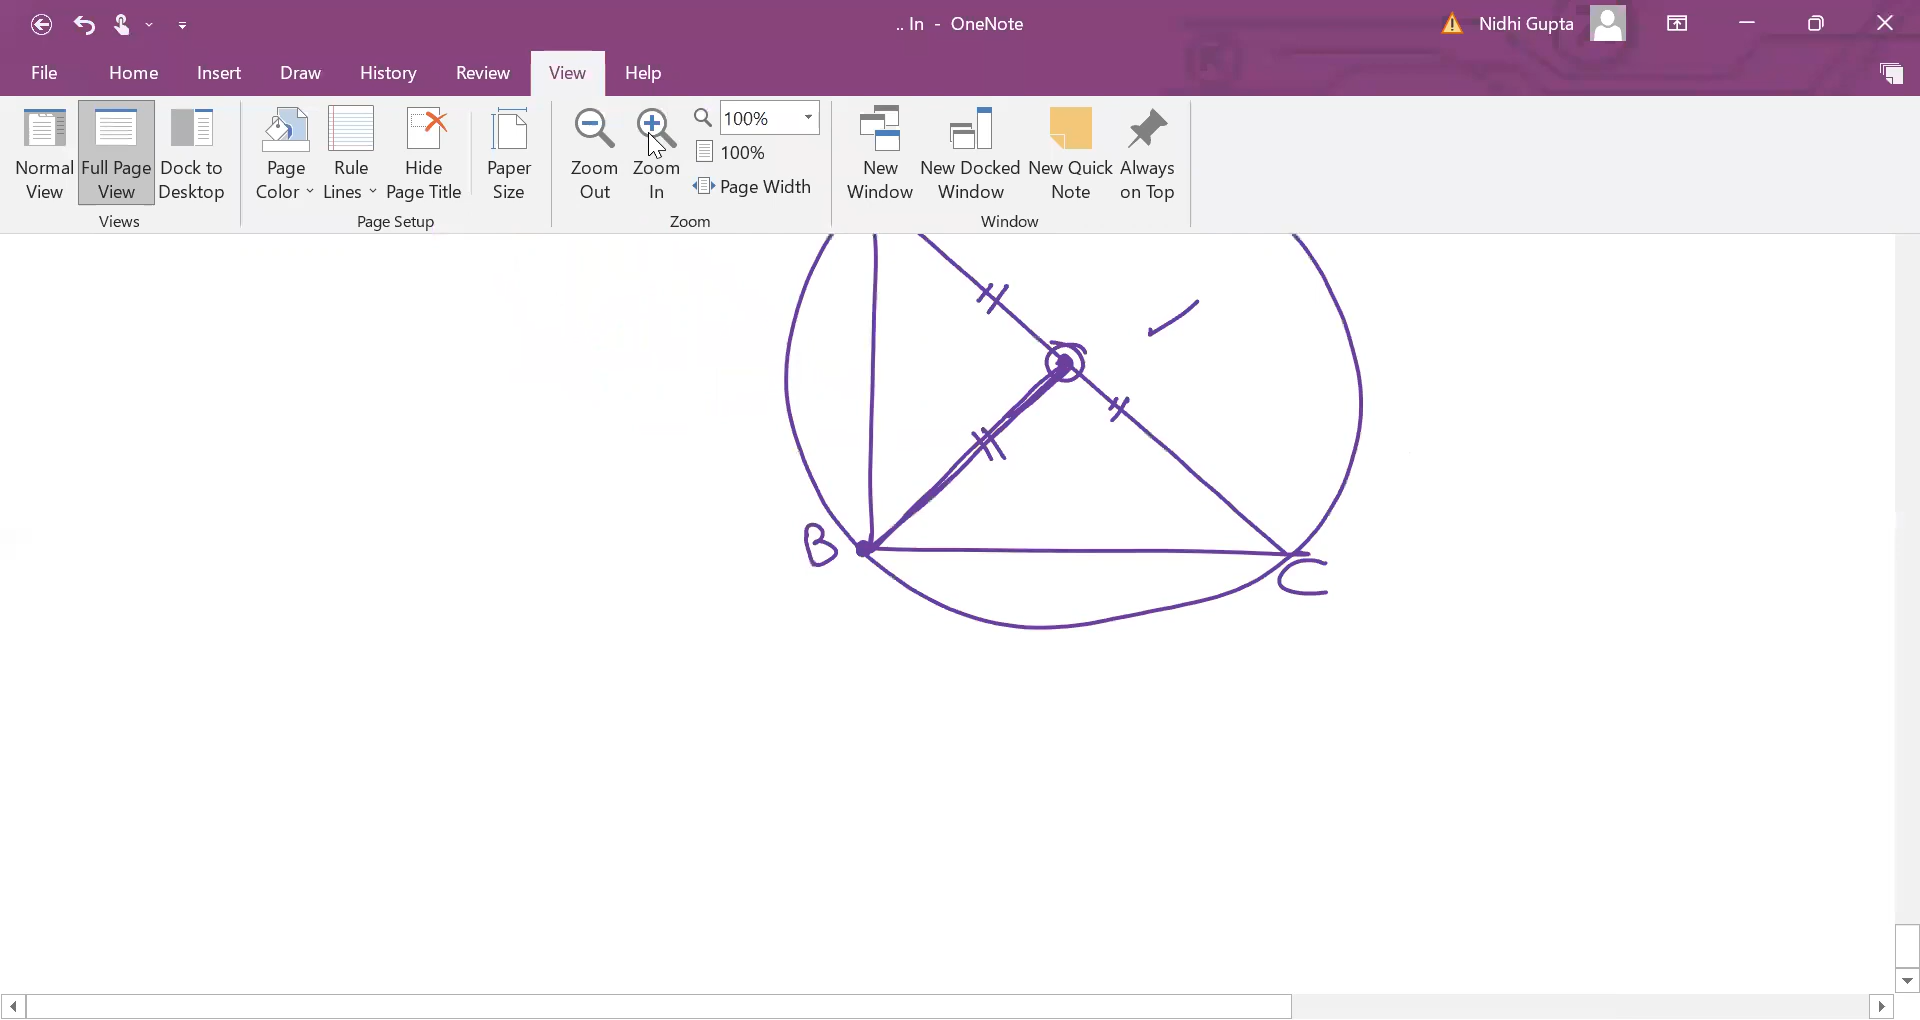 .. In - OneNote
Nidhi Gupta
File Home Insert Draw History Review View Help
Normal View
Full Page View
Dock to Desktop
Views
Page Color
Rule Lines
Hide Page Title
Paper Size
Page Setup
Zoom Out
Zoom In
100%
100%
Page Width
Zoom
New Window
New Docked Window
New Quick Note
Always on Top
Window
B
C